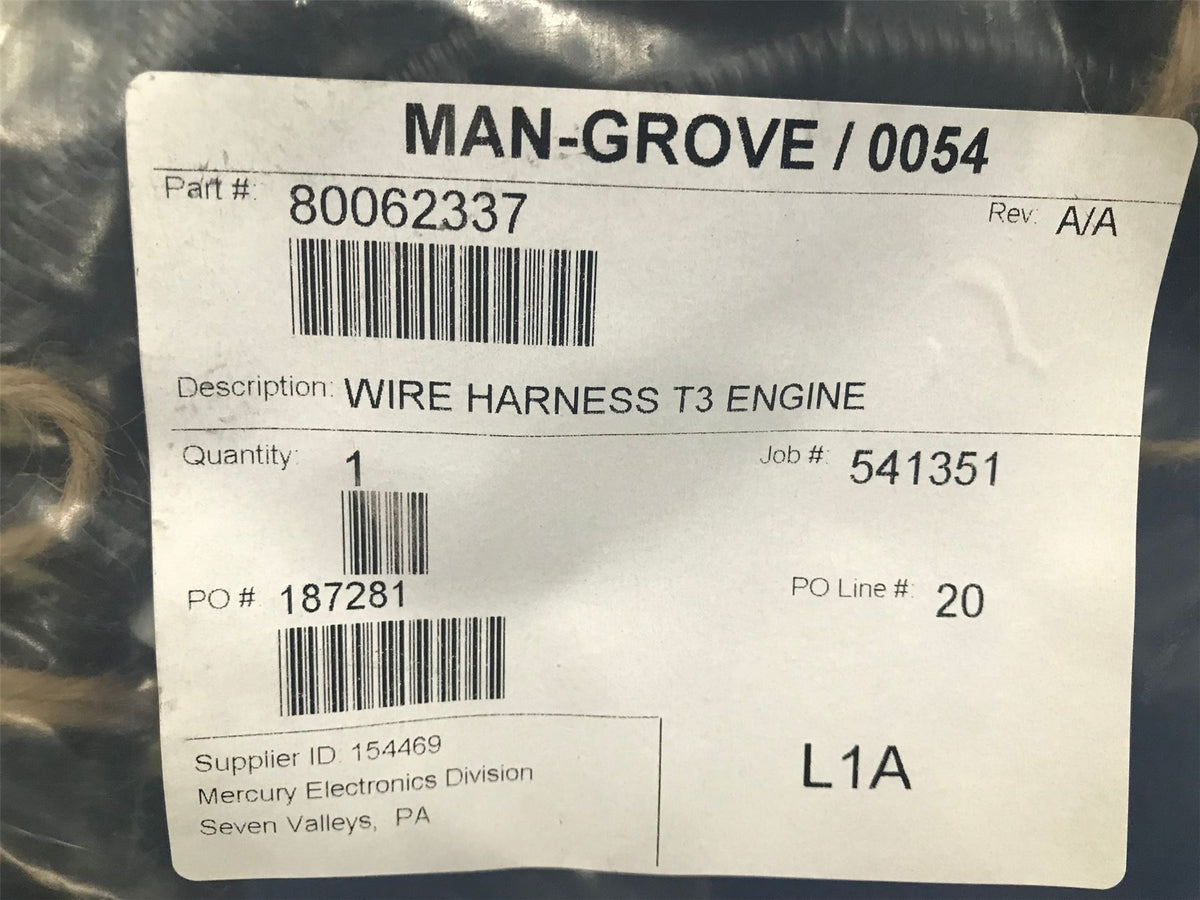 MAN-GROVE / 0054
Part #: 80062337
Rev: A/A
Description: WIRE HARNESS T3 ENGINE
Quantity: 1
Job #: 541351
PO # 187281
PO Line #: 20
Supplier ID: 154469
Mercury Electronics Division
Seven Valleys, PA
L1A